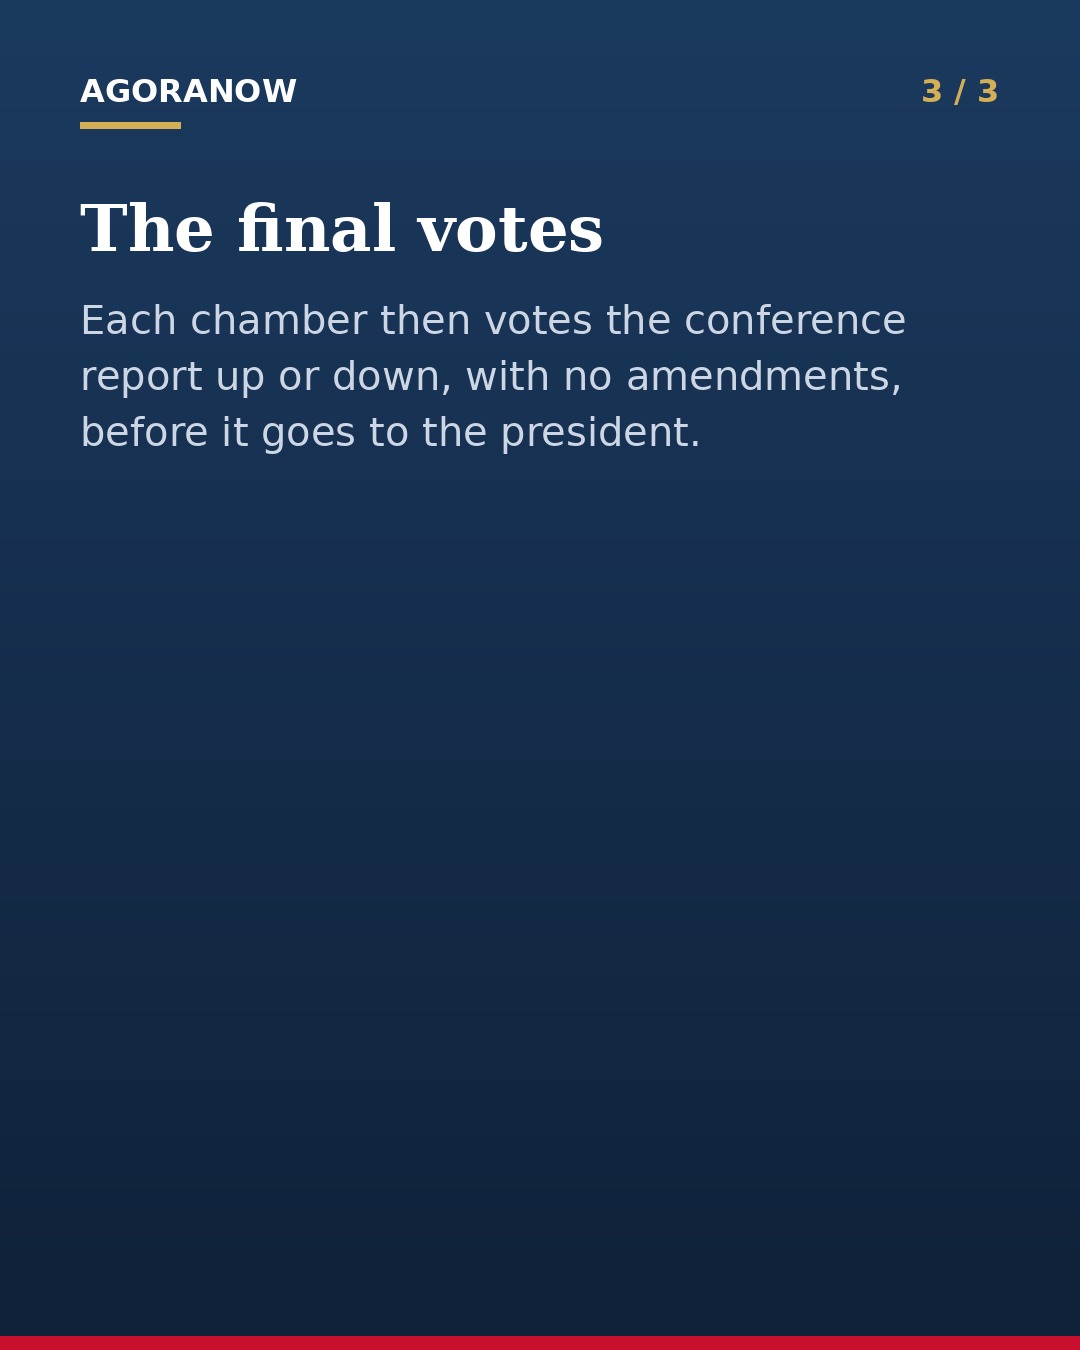 AGORANOW
3 / 3
The final votes
Each chamber then votes the conference
report up or down, with no amendments,
before it goes to the president.